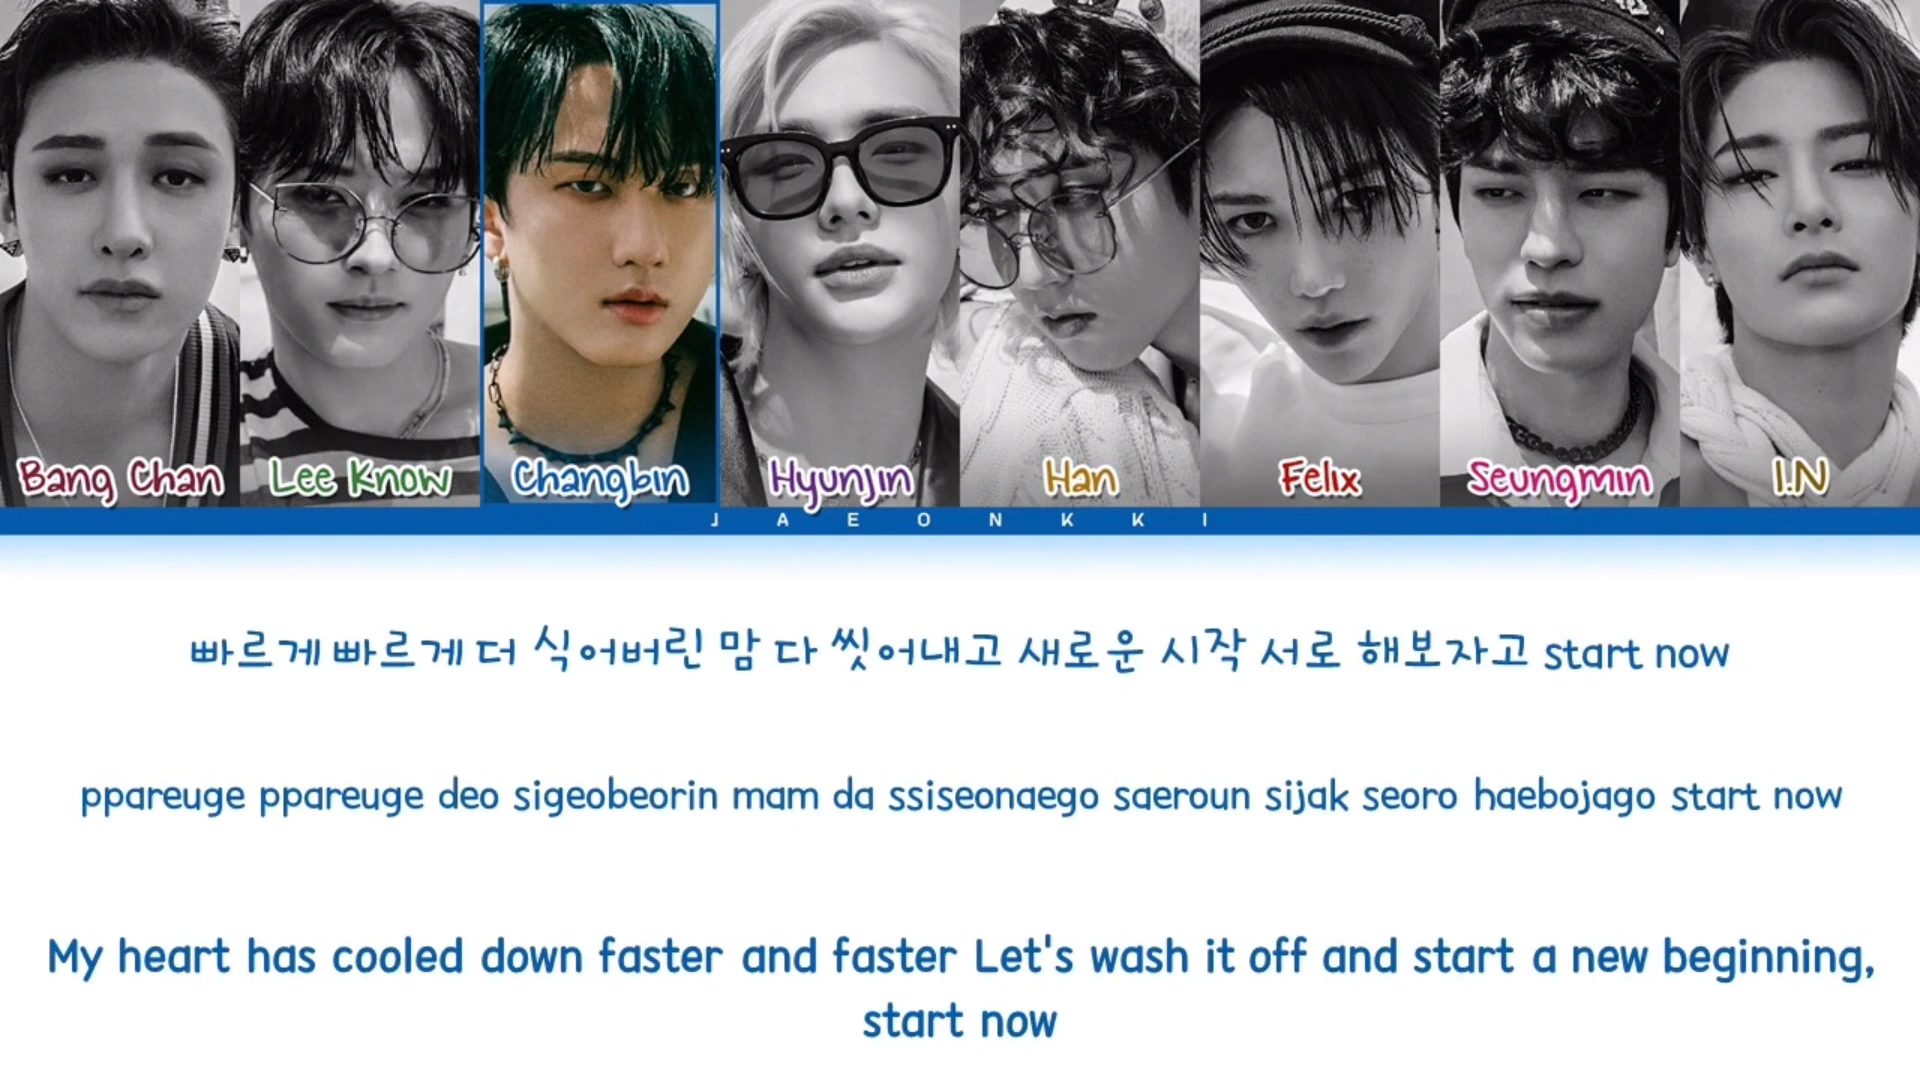 Bang Chan Lee Know Changbin Hyunjin Han Felix Seungmin I.N
JAEONKKI
빠르게 빠르게 더 식어버린 맘 다 씻어내고 새로운 시작 서로 해보자고 start now
ppareuge ppareuge deo sigeobeorin mam da ssiseonaego saeroun sijak seoro haebojago start now
My heart has cooled down faster and faster Let's wash it off and start a new beginning,
start now